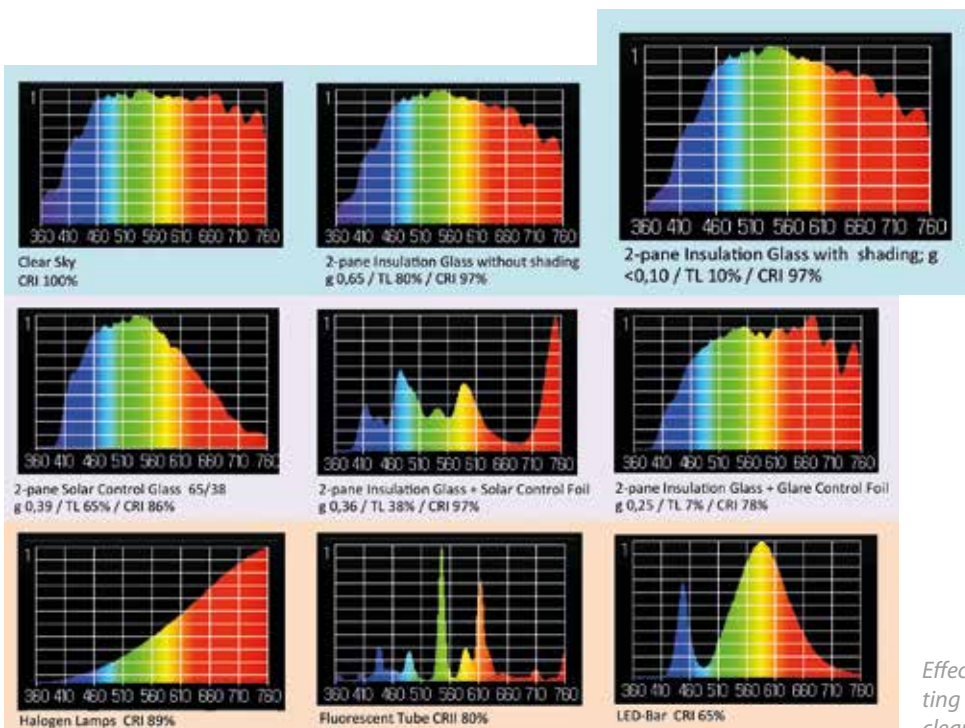 1
360 410 460 510 560 610 660 710 760
Clear Sky
CRI 100%
1
360 410 460 510 560 610 660 710 760
2-pane Insulation Glass without shading
g 0,65 / TL 80% / CRI 97%
1
360 410 460 510 560 610 660 710 760
2-pane Insulation Glass with shading; g
<0,10 / TL 10% / CRI 97%
1
360 410 460 510 560 610 660 710 760
2-pane Solar Control Glass 65/38
g 0,39 / TL 65% / CRI 86%
1
360 410 460 510 560 610 660 710 760
2-pane Insulation Glass + Solar Control Foil
g 0,36 / TL 38% / CRI 97%
1
360 410 460 510 560 610 660 710 760
2-pane Insulation Glass + Glare Control Foil
g 0,25 / TL 7% / CRI 78%
1
360 410 460 510 560 610 660 710 760
Halogen Lamps CRI 89%
1
360 410 460 510 560 610 660 710 760
Fluorescent Tube CRII 80%
1
360 410 460 510 560 610 660 710 760
LED-Bar CRI 65%
Effec
ting
clear